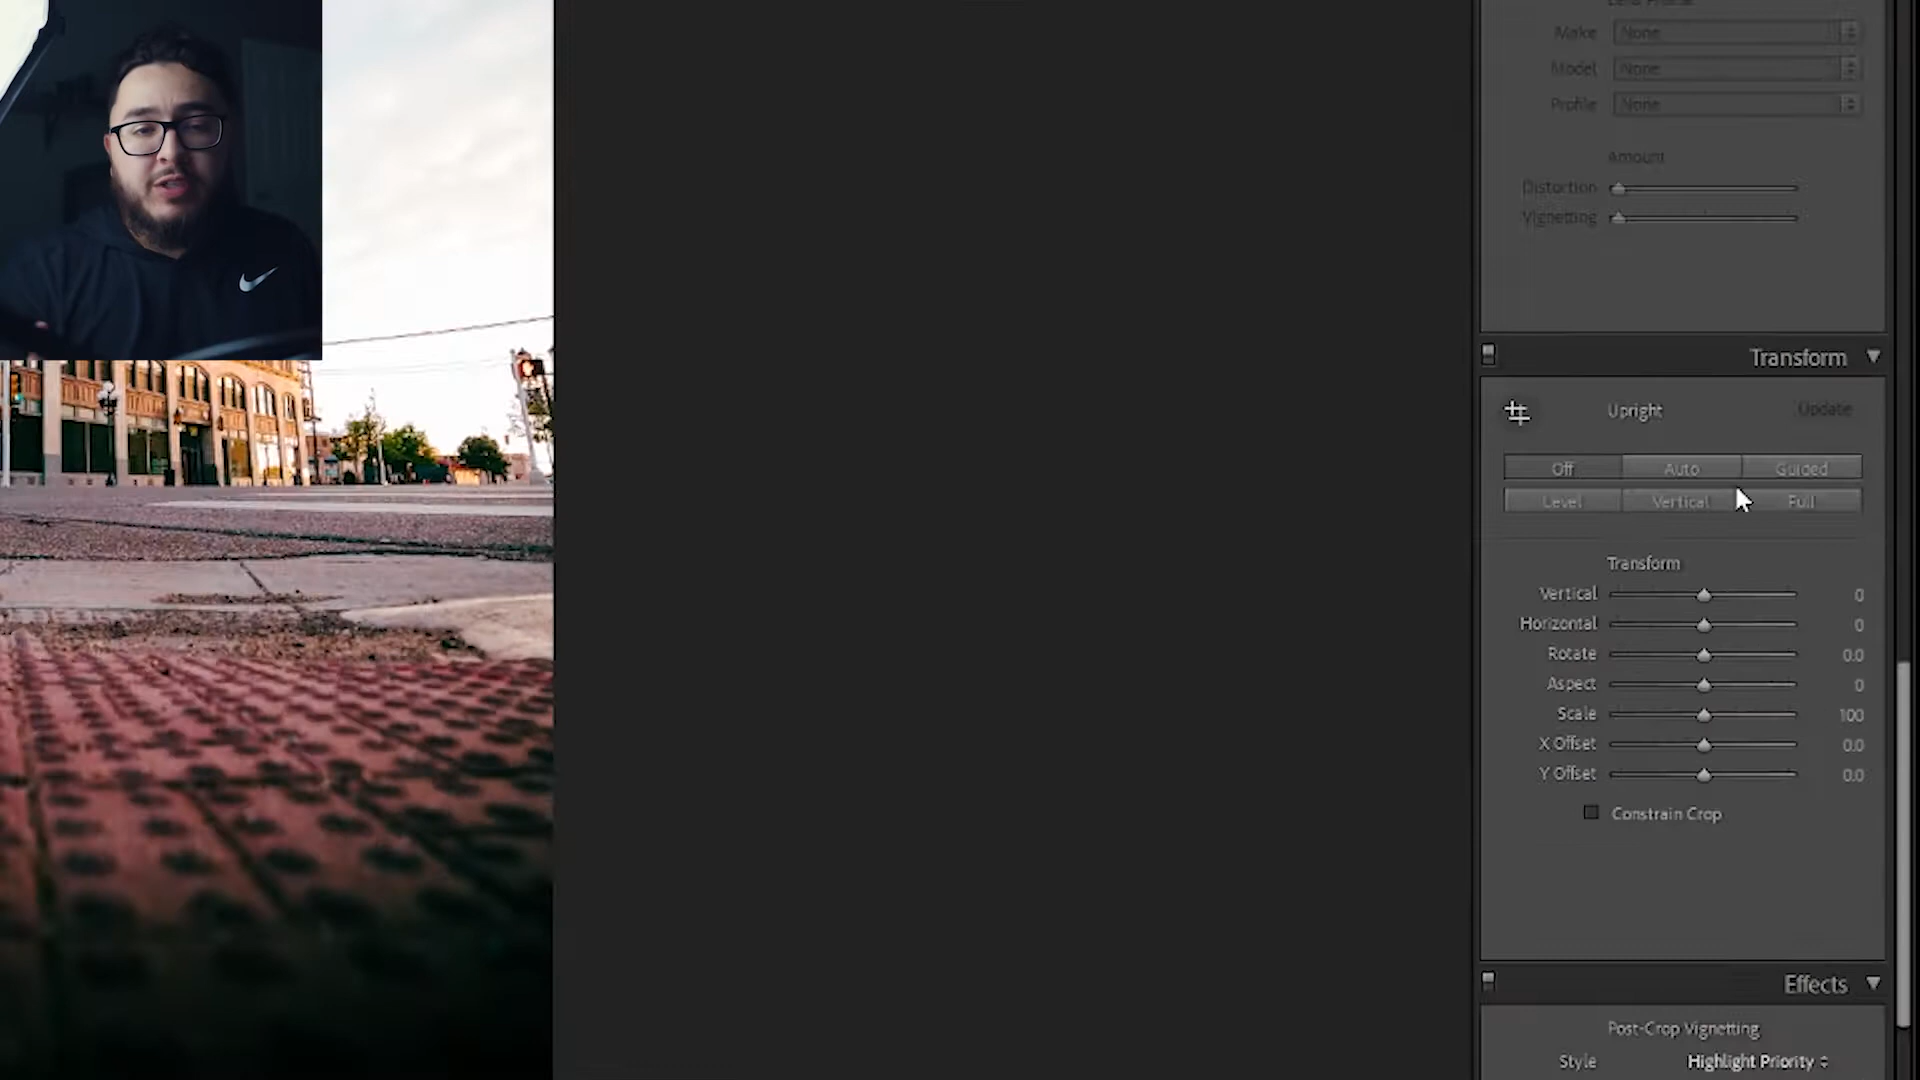 Make None
Model None
Profile None
Amount
Distortion
Vignetting
Transform
Upright Update
Off Auto Guided
Level Vertical Full
Transform
Vertical 0
Horizontal 0
Rotate 0.0
Aspect 0
Scale 100
X Offset 0.0
Y Offset 0.0
Constrain Crop
Effects
Post-Crop Vignetting
Style Highlight Priority